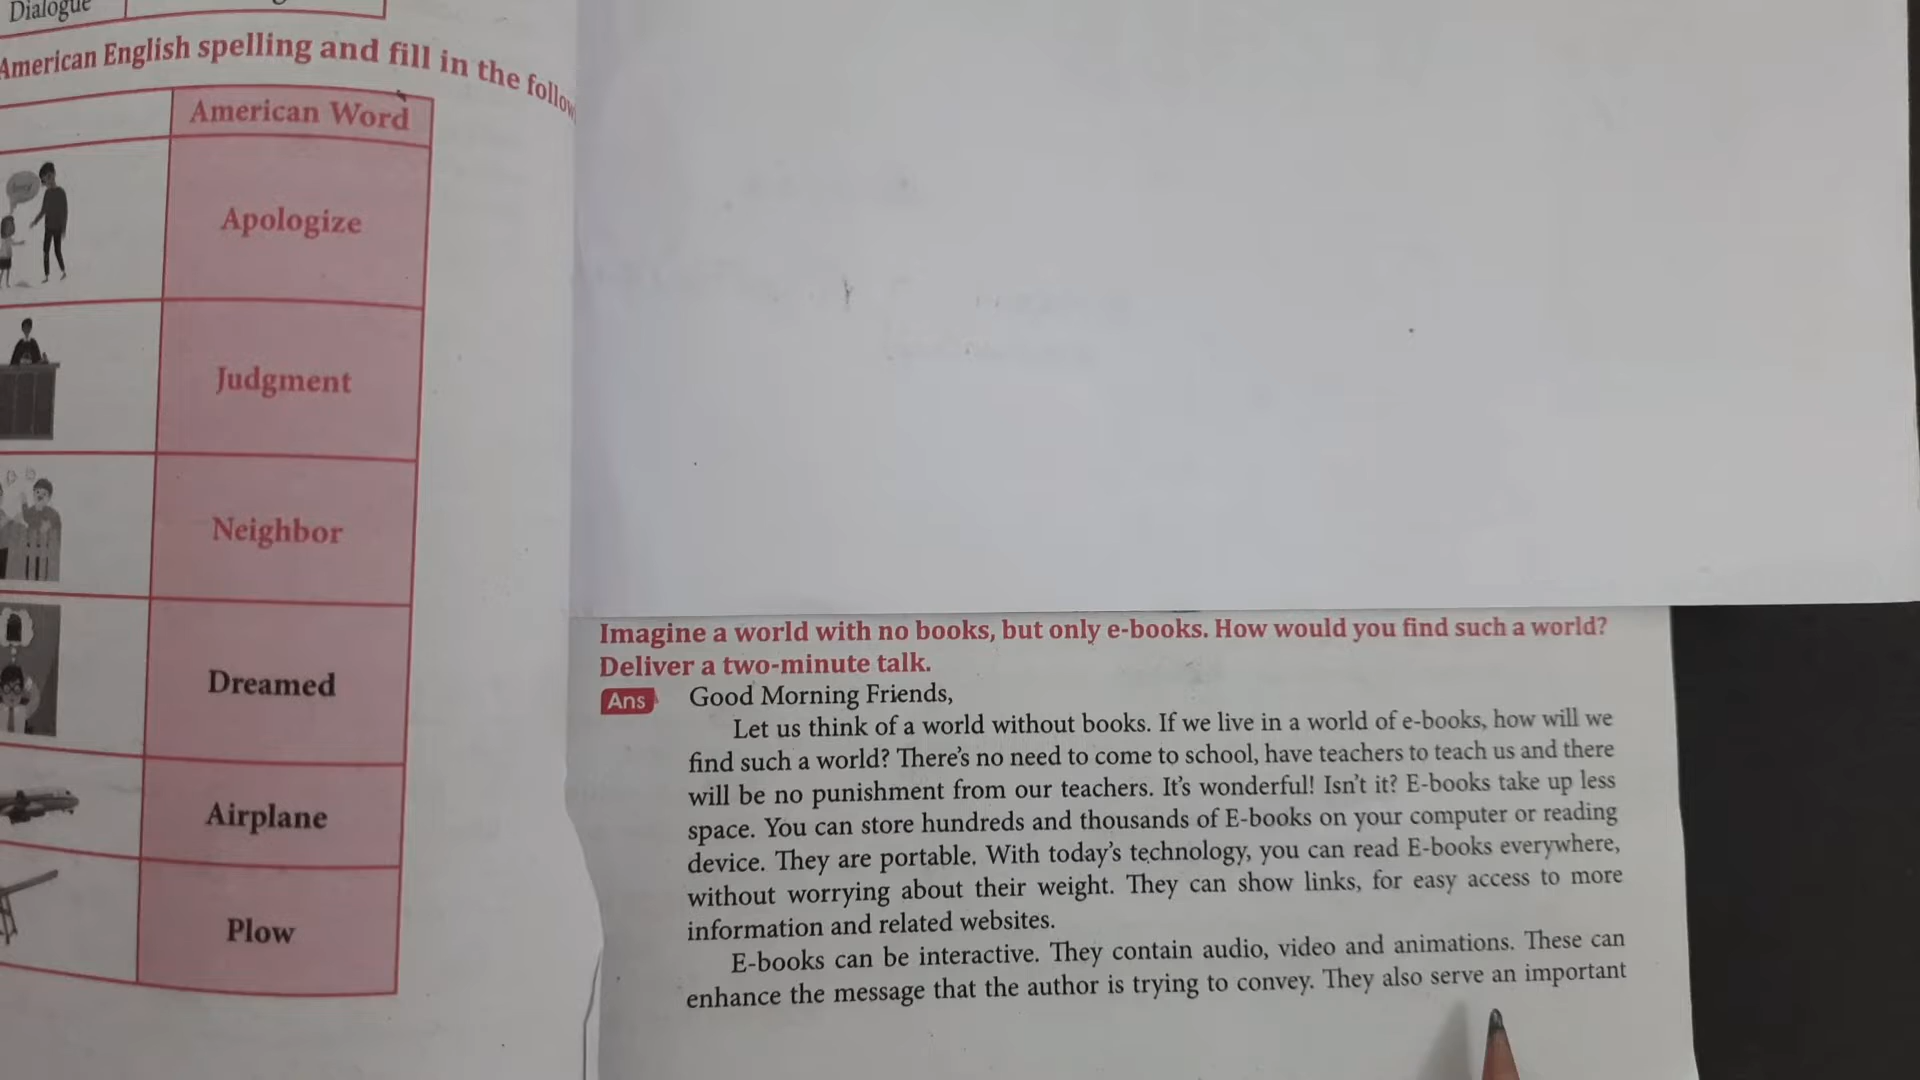 Dialogue
American English spelling and fill in the follow
American Word
Apologize
Judgment
Neighbor
Dreamed
Airplane
Plow
Imagine a world with no books, but only e-books. How would you find such a world?
Deliver a two-minute talk.
Ans Good Morning Friends,
Let us think of a world without books. If we live in a world of e-books, how will we
find such a world? There's no need to come to school, have teachers to teach us and there
will be no punishment from our teachers. It's wonderful! Isn't it? E-books take up less
space. You can store hundreds and thousands of E-books on your computer or reading
device. They are portable. With today's technology, you can read E-books everywhere,
without worrying about their weight. They can show links, for easy access to more
information and related websites.
E-books can be interactive. They contain audio, video and animations. These can
enhance the message that the author is trying to convey. They also serve an important